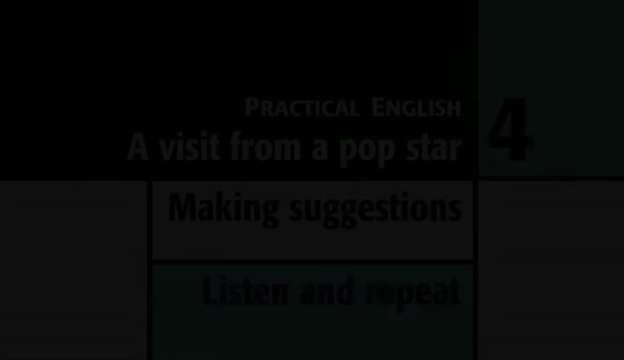 PRACTICAL ENGLISH
4
A visit from a pop star
Making suggestions
Listen and repeat